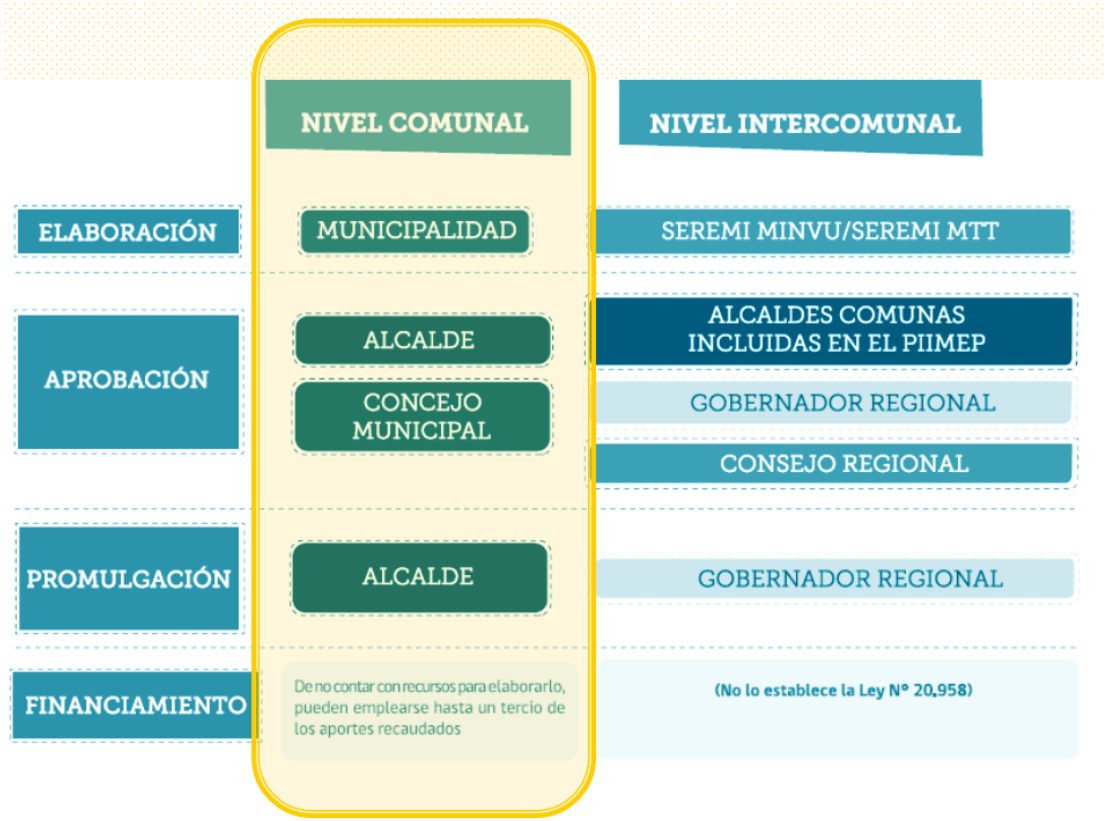 NIVEL COMUNAL
NIVEL INTERCOMUNAL
ELABORACIÓN
MUNICIPALIDAD
SEREMI MINVU/SEREMI MTT
APROBACIÓN
ALCALDE
CONCEJO
MUNICIPAL
ALCALDES COMUNAS
INCLUIDAS EN EL PIIMEP
GOBERNADOR REGIONAL
CONSEJO REGIONAL
PROMULGACIÓN
ALCALDE
GOBERNADOR REGIONAL
FINANCIAMIENTO
De no contar con recursos para elaborarlo,
pueden emplearse hasta un tercio de
los aportes recaudados
(No lo establece la Ley Nº 20,958)